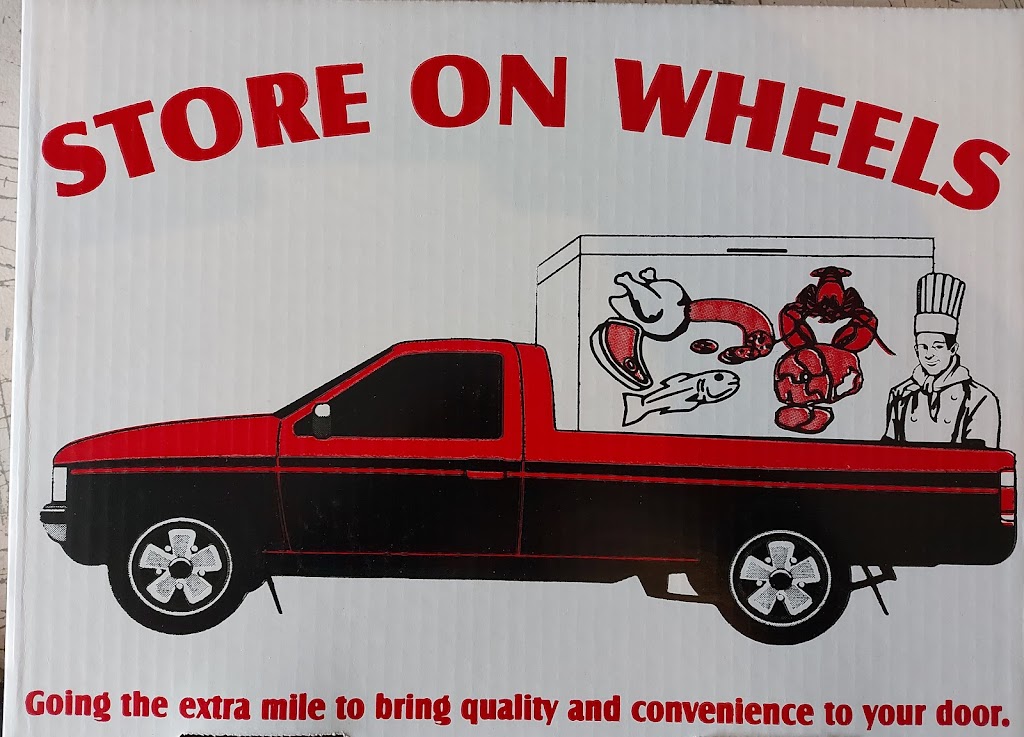 STORE ON WHEELS
Going the extra mile to bring quality and convenience to your door.